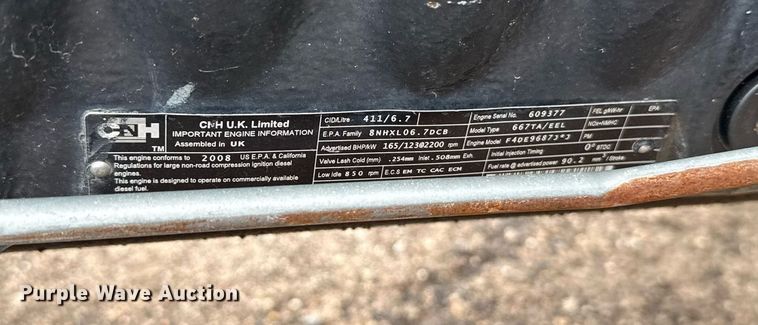 CNH
TM
CNH U.K. Limited
IMPORTANT ENGINE INFORMATION
Assembled in UK
This engine conforms to 2008 US E.P.A. & California
Regulations for large non-road compression ignition diesel
engines.
This engine is designed to operate on commercially available
diesel fuel.
CID/Litre 411/6.7
E.P.A. Family 8NHXL06.7DCB
Advertised BHP/kW 165/123@2200 rpm
Valve Lash Cold (mm) .254mm Inlet .508mm Exh.
Low Idle 850 rpm E.C.S EM TC CAC ECM
Engine Serial No. 609377
Model Type 667TA/EEL
Engine Model F4DE96873*J
Initial Injection Timing 0° BTDC
Fuel rate @ advertised power 90.2 mm³/Stroke
FEL g/kW-hr EPA
NOx+NMHC
PM
Purple Wave Auction